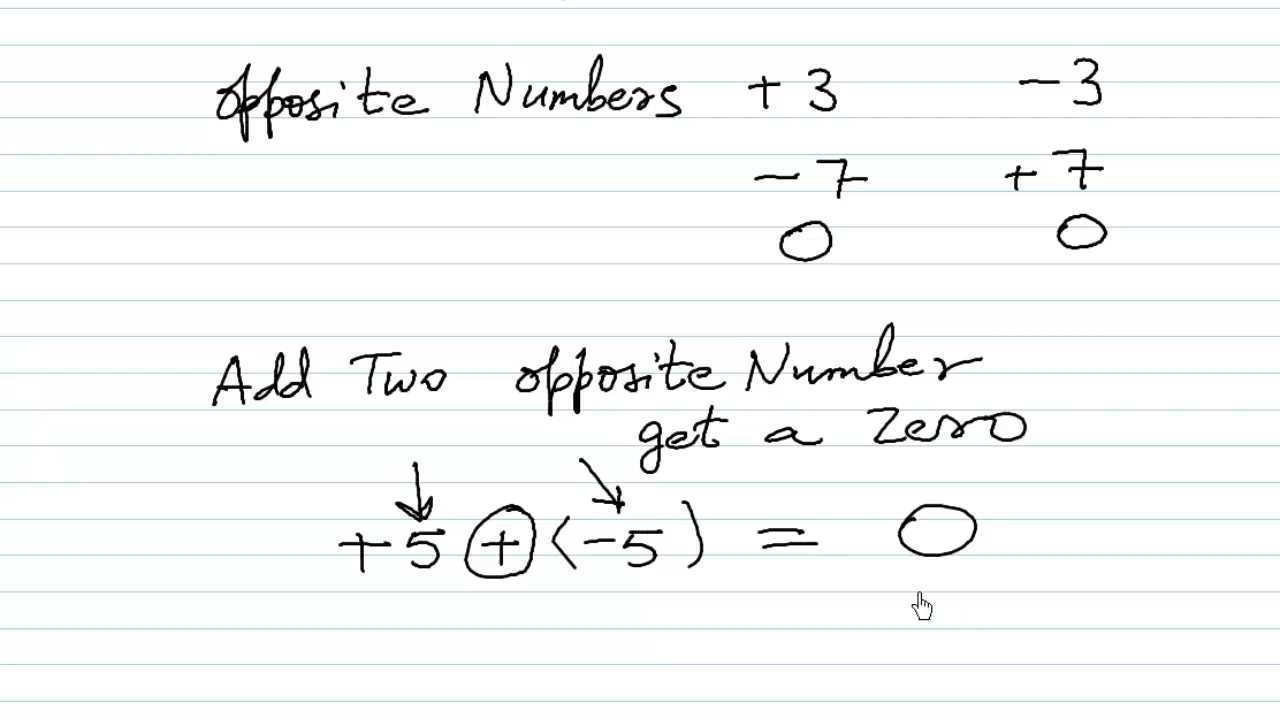 Opposite Numbers +3 -3
-7 +7
0 0
Add Two opposite Number
get a Zero
+5 + (-5) = 0